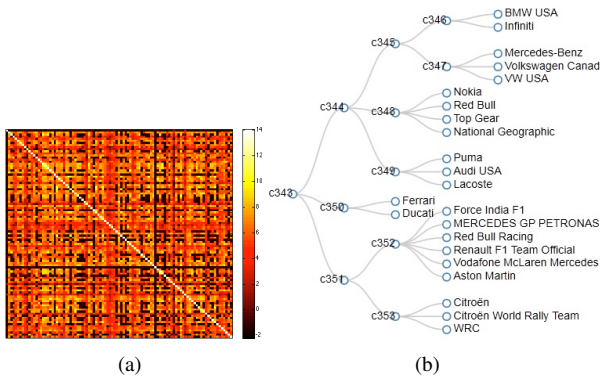 14
12
10
8
6
4
2
0
-2
(a)
c346
BMW USA
Infiniti
c345
c347
Mercedes-Benz
Volkswagen Canad
VW USA
c344
c348
Nokia
Red Bull
Top Gear
National Geographic
c349
Puma
Audi USA
Lacoste
c343
c350
Ferrari
Ducati
c352
Force India F1
MERCEDES GP PETRONAS
Red Bull Racing
Renault F1 Team Official
Vodafone McLaren Mercedes
Aston Martin
c351
c353
Citroën
Citroën World Rally Team
WRC
(b)